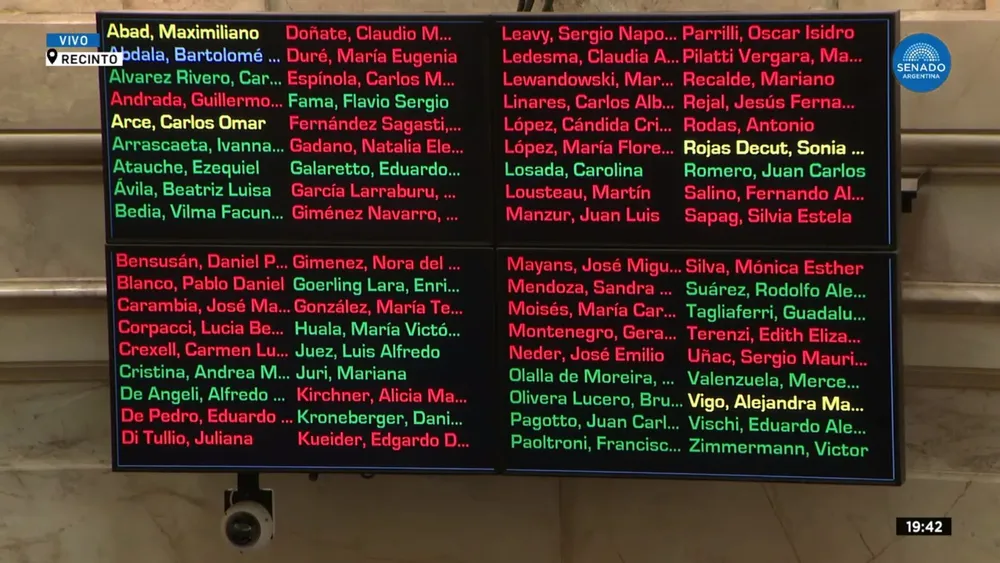 VIVO
RECINTO
Abad, Maximiliano
Abdala, Bartolomé ...
Alvarez Rivero, Car...
Andrada, Guillermo...
Arce, Carlos Omar
Arrascaeta, Ivanna...
Atauche, Ezequiel
Ávila, Beatriz Luisa
Bedia, Vilma Facun...
Doñate, Claudio M...
Duré, María Eugenia
Espínola, Carlos M...
Fama, Flavio Sergio
Fernández Sagasti,...
Gadano, Natalia Ele...
Galaretto, Eduardo...
García Larraburu, ...
Giménez Navarro, ...
Leavy, Sergio Napo...
Ledesma, Claudia A...
Lewandowski, Mar...
Linares, Carlos Alb...
López, Cándida Cri...
López, María Flore...
Losada, Carolina
Lousteau, Martín
Manzur, Juan Luis
Parrilli, Oscar Isidro
Pilatti Vergara, Ma...
Recalde, Mariano
Rejal, Jesús Ferna...
Rodas, Antonio
Rojas Decut, Sonia ...
Romero, Juan Carlos
Salino, Fernando Al...
Sapag, Silvia Estela
SENADO
ARGENTINA
Bensusán, Daniel P...
Blanco, Pablo Daniel
Carambia, José Ma...
Corpacci, Lucia Be...
Crexell, Carmen Lu...
Cristina, Andrea M...
De Angeli, Alfredo ...
De Pedro, Eduardo ...
Di Tullio, Juliana
Gimenez, Nora del ...
Goerling Lara, Enri...
González, María Te...
Huala, María Victó...
Juez, Luis Alfredo
Juri, Mariana
Kirchner, Alicia Ma...
Kroneberger, Dani...
Kueider, Edgardo D...
Mayans, José Migu...
Mendoza, Sandra ...
Moisés, María Car...
Montenegro, Gera...
Neder, José Emilio
Olalla de Moreira, ...
Olivera Lucero, Bru...
Pagotto, Juan Carl...
Paoltroni, Francisc...
Silva, Mónica Esther
Suárez, Rodolfo Ale...
Tagliaferri, Guadalu...
Terenzi, Edith Eliza...
Uñac, Sergio Mauri...
Valenzuela, Merce...
Vigo, Alejandra Ma...
Vischi, Eduardo Ale...
Zimmermann, Victor
19:42